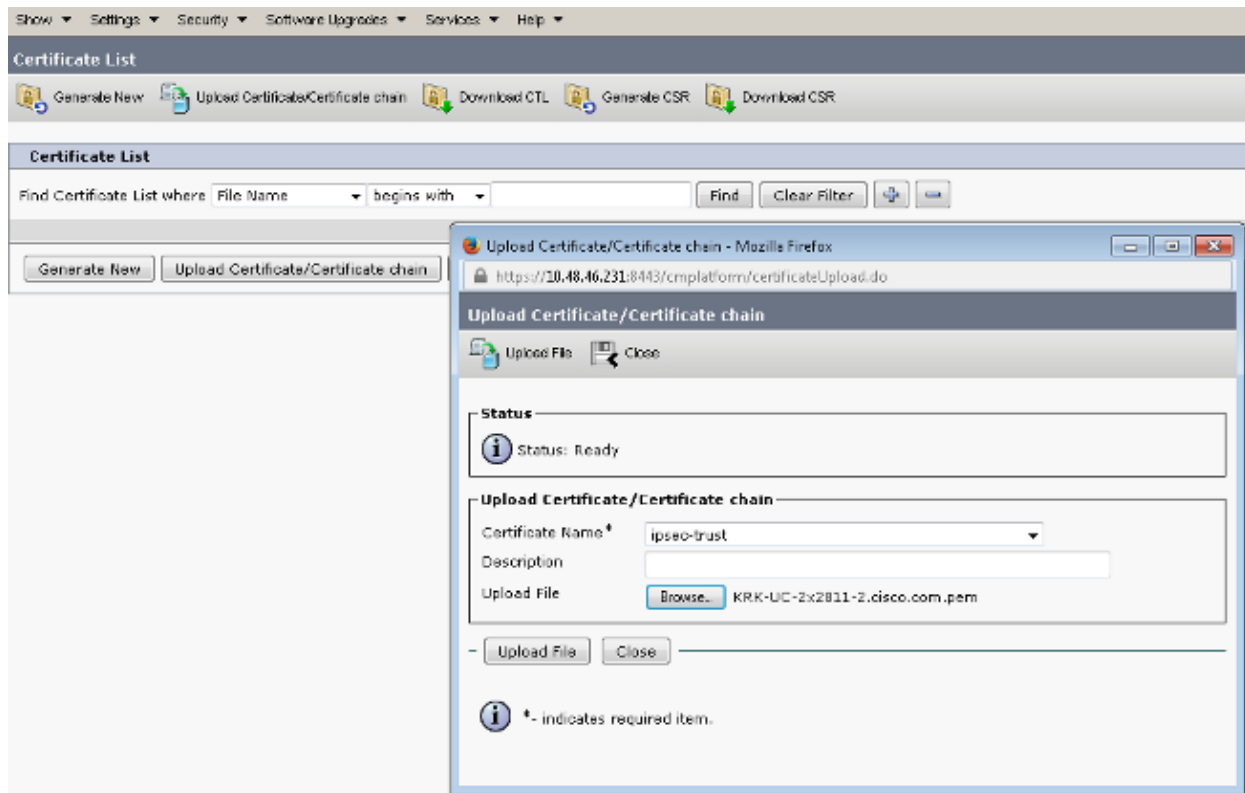 Show Settings Security Software Upgrades Services Help
Certificate List
Generate New Upload Certificate/Certificate chain Download CTL Generate CSR Download CSR
Certificate List
Find Certificate List where File Name begins with Find Clear Filter
Generate New Upload Certificate/Certificate chain
Upload Certificate/Certificate chain - Mozilla Firefox
https://10.48.46.231:8443/cmplatform/certificateUpload.do
Upload Certificate/Certificate chain
Upload File Close
Status
Status: Ready
Upload Certificate/Certificate chain
Certificate Name* ipsec-trust
Description
Upload File Browse_ KRK-UC-2x2811-2.cisco.com.pem
Upload File Close
*- indicates required item.